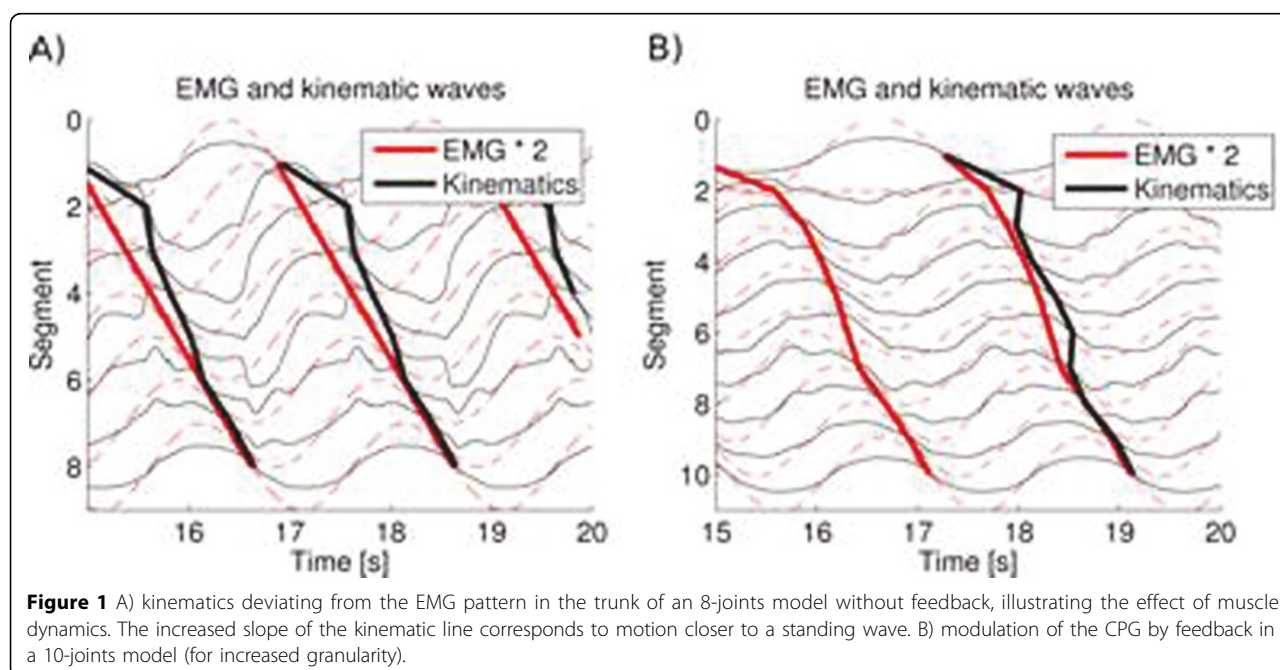 A)
EMG and kinematic waves
EMG * 2
Kinematics
0
2
4
6
8
Segment
16
17
18
19
20
Time [s]
B)
EMG and kinematic waves
EMG * 2
Kinematics
0
2
4
6
8
10
Segment
15
16
17
18
19
20
Time [s]
Figure 1 A) kinematics deviating from the EMG pattern in the trunk of an 8-joints model without feedback, illustrating the effect of muscle
dynamics. The increased slope of the kinematic line corresponds to motion closer to a standing wave. B) modulation of the CPG by feedback in
a 10-joints model (for increased granularity).